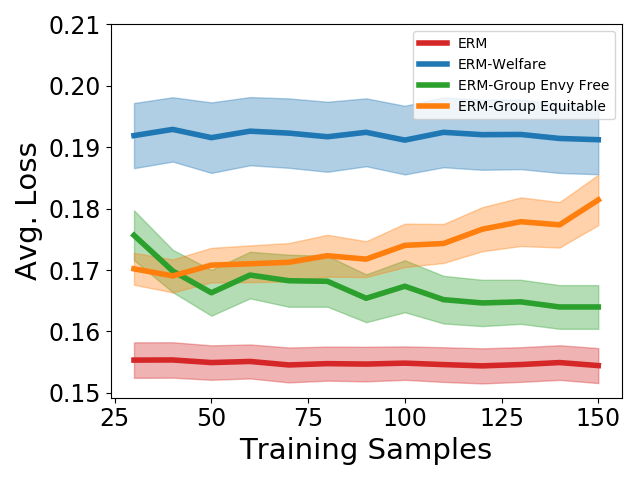 0.21
0.20
0.19
0.18
0.17
0.16
0.15
Avg. Loss
ERM
ERM-Welfare
ERM-Group Envy Free
ERM-Group Equitable
25
50
75
100
125
150
Training Samples